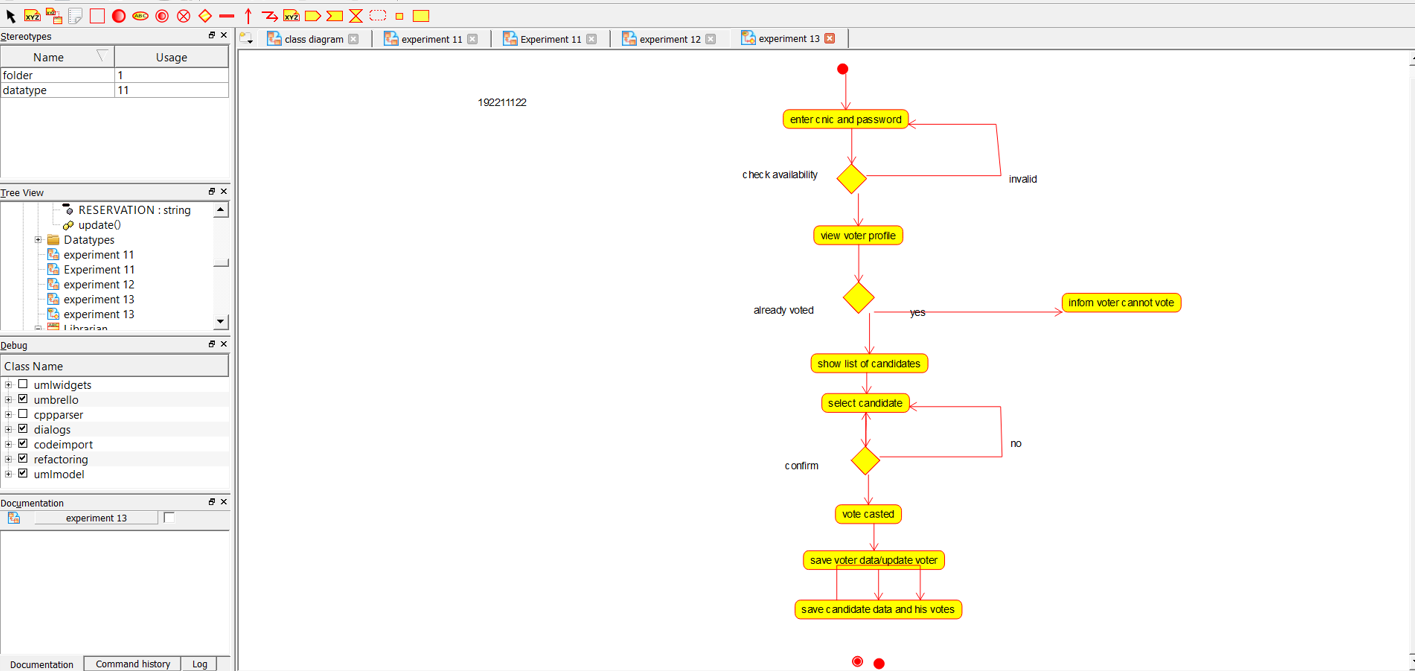 XYZ
XYZ
ABC
XYZ
Stereotypes
Name Usage
folder 1
datatype 11
Tree View
RESERVATION : string
update()
Datatypes
experiment 11
Experiment 11
experiment 12
experiment 13
experiment 13
Librarian
Debug
Class Name
umlwidgets
umbrello
cppparser
dialogs
codeimport
refactoring
umlmodel
Documentation
experiment 13
Documentation Command history Log
class diagram experiment 11 Experiment 11 experiment 12 experiment 13
192211122
enter cnic and password
check availability
invalid
view voter profile
already voted
yes
infom voter cannot vote
show list of candidates
select candidate
no
confirm
vote casted
save voter data/update voter
save candidate data and his votes